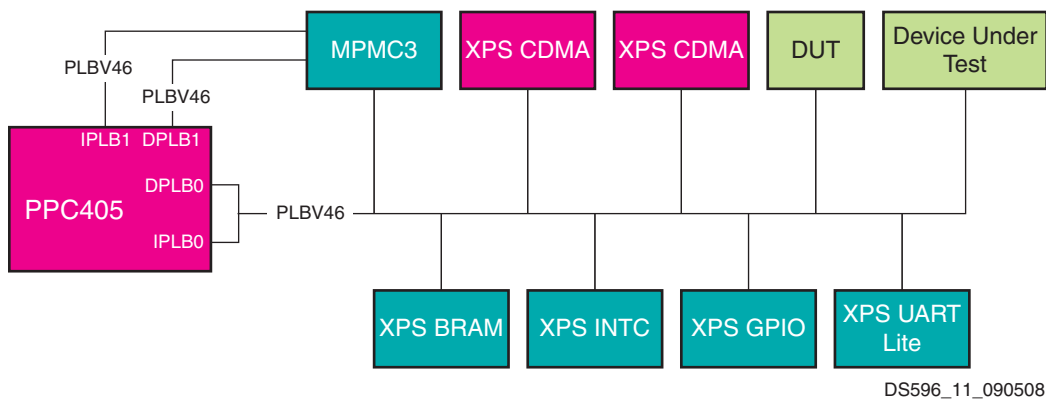 MPMC3
XPS CDMA
XPS CDMA
DUT
Device Under
Test
PLBV46
PLBV46
IPLB1
DPLB1
DPLB0
PPC405
PLBV46
IPLB0
XPS BRAM
XPS INTC
XPS GPIO
XPS UART
Lite
DS596_11_090508